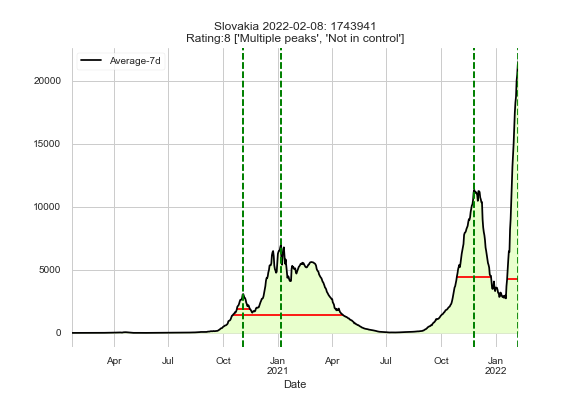 Slovakia 2022-02-08: 1743941
Rating:8 ['Multiple peaks', 'Not in control']
Average-7d
20000
15000
10000
5000
0
Apr Jul Oct Jan Apr Jul Oct Jan
2021 2022
Date